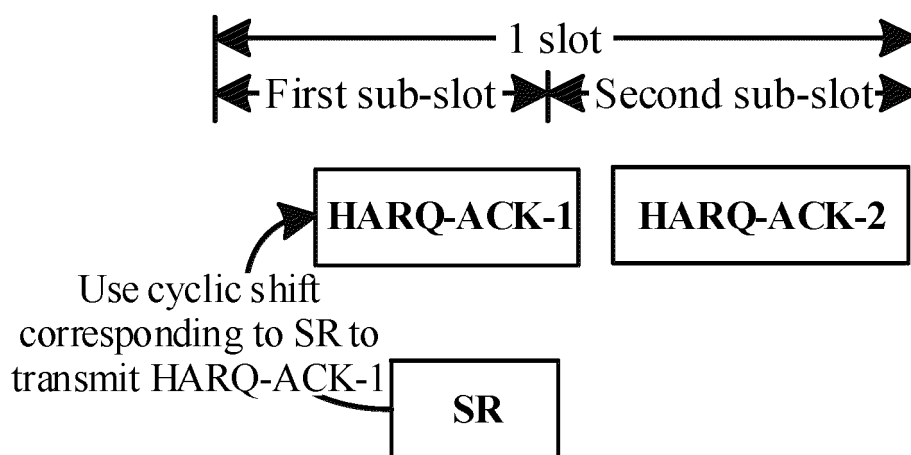 1 slot
First sub-slot
Second sub-slot
HARQ-ACK-1
HARQ-ACK-2
Use cyclic shift
corresponding to SR to
transmit HARQ-ACK-1
SR